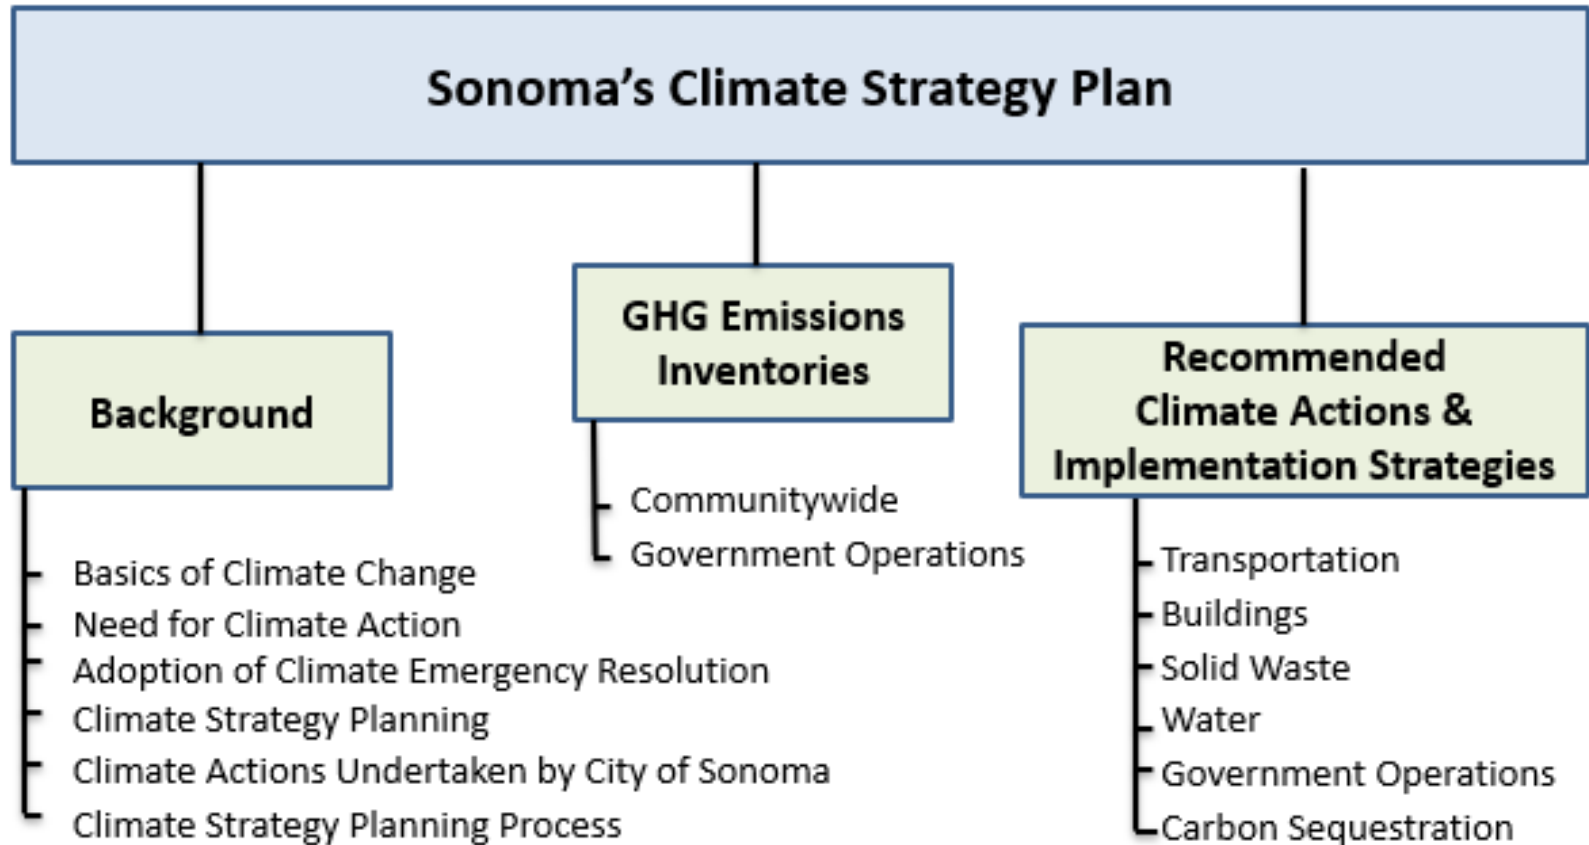 Sonoma’s Climate Strategy Plan
Background
Basics of Climate Change
Need for Climate Action
Adoption of Climate Emergency Resolution
Climate Strategy Planning
Climate Actions Undertaken by City of Sonoma
Climate Strategy Planning Process
GHG Emissions
Inventories
Communitywide
Government Operations
Recommended
Climate Actions &
Implementation Strategies
Transportation
Buildings
Solid Waste
Water
Government Operations
Carbon Sequestration